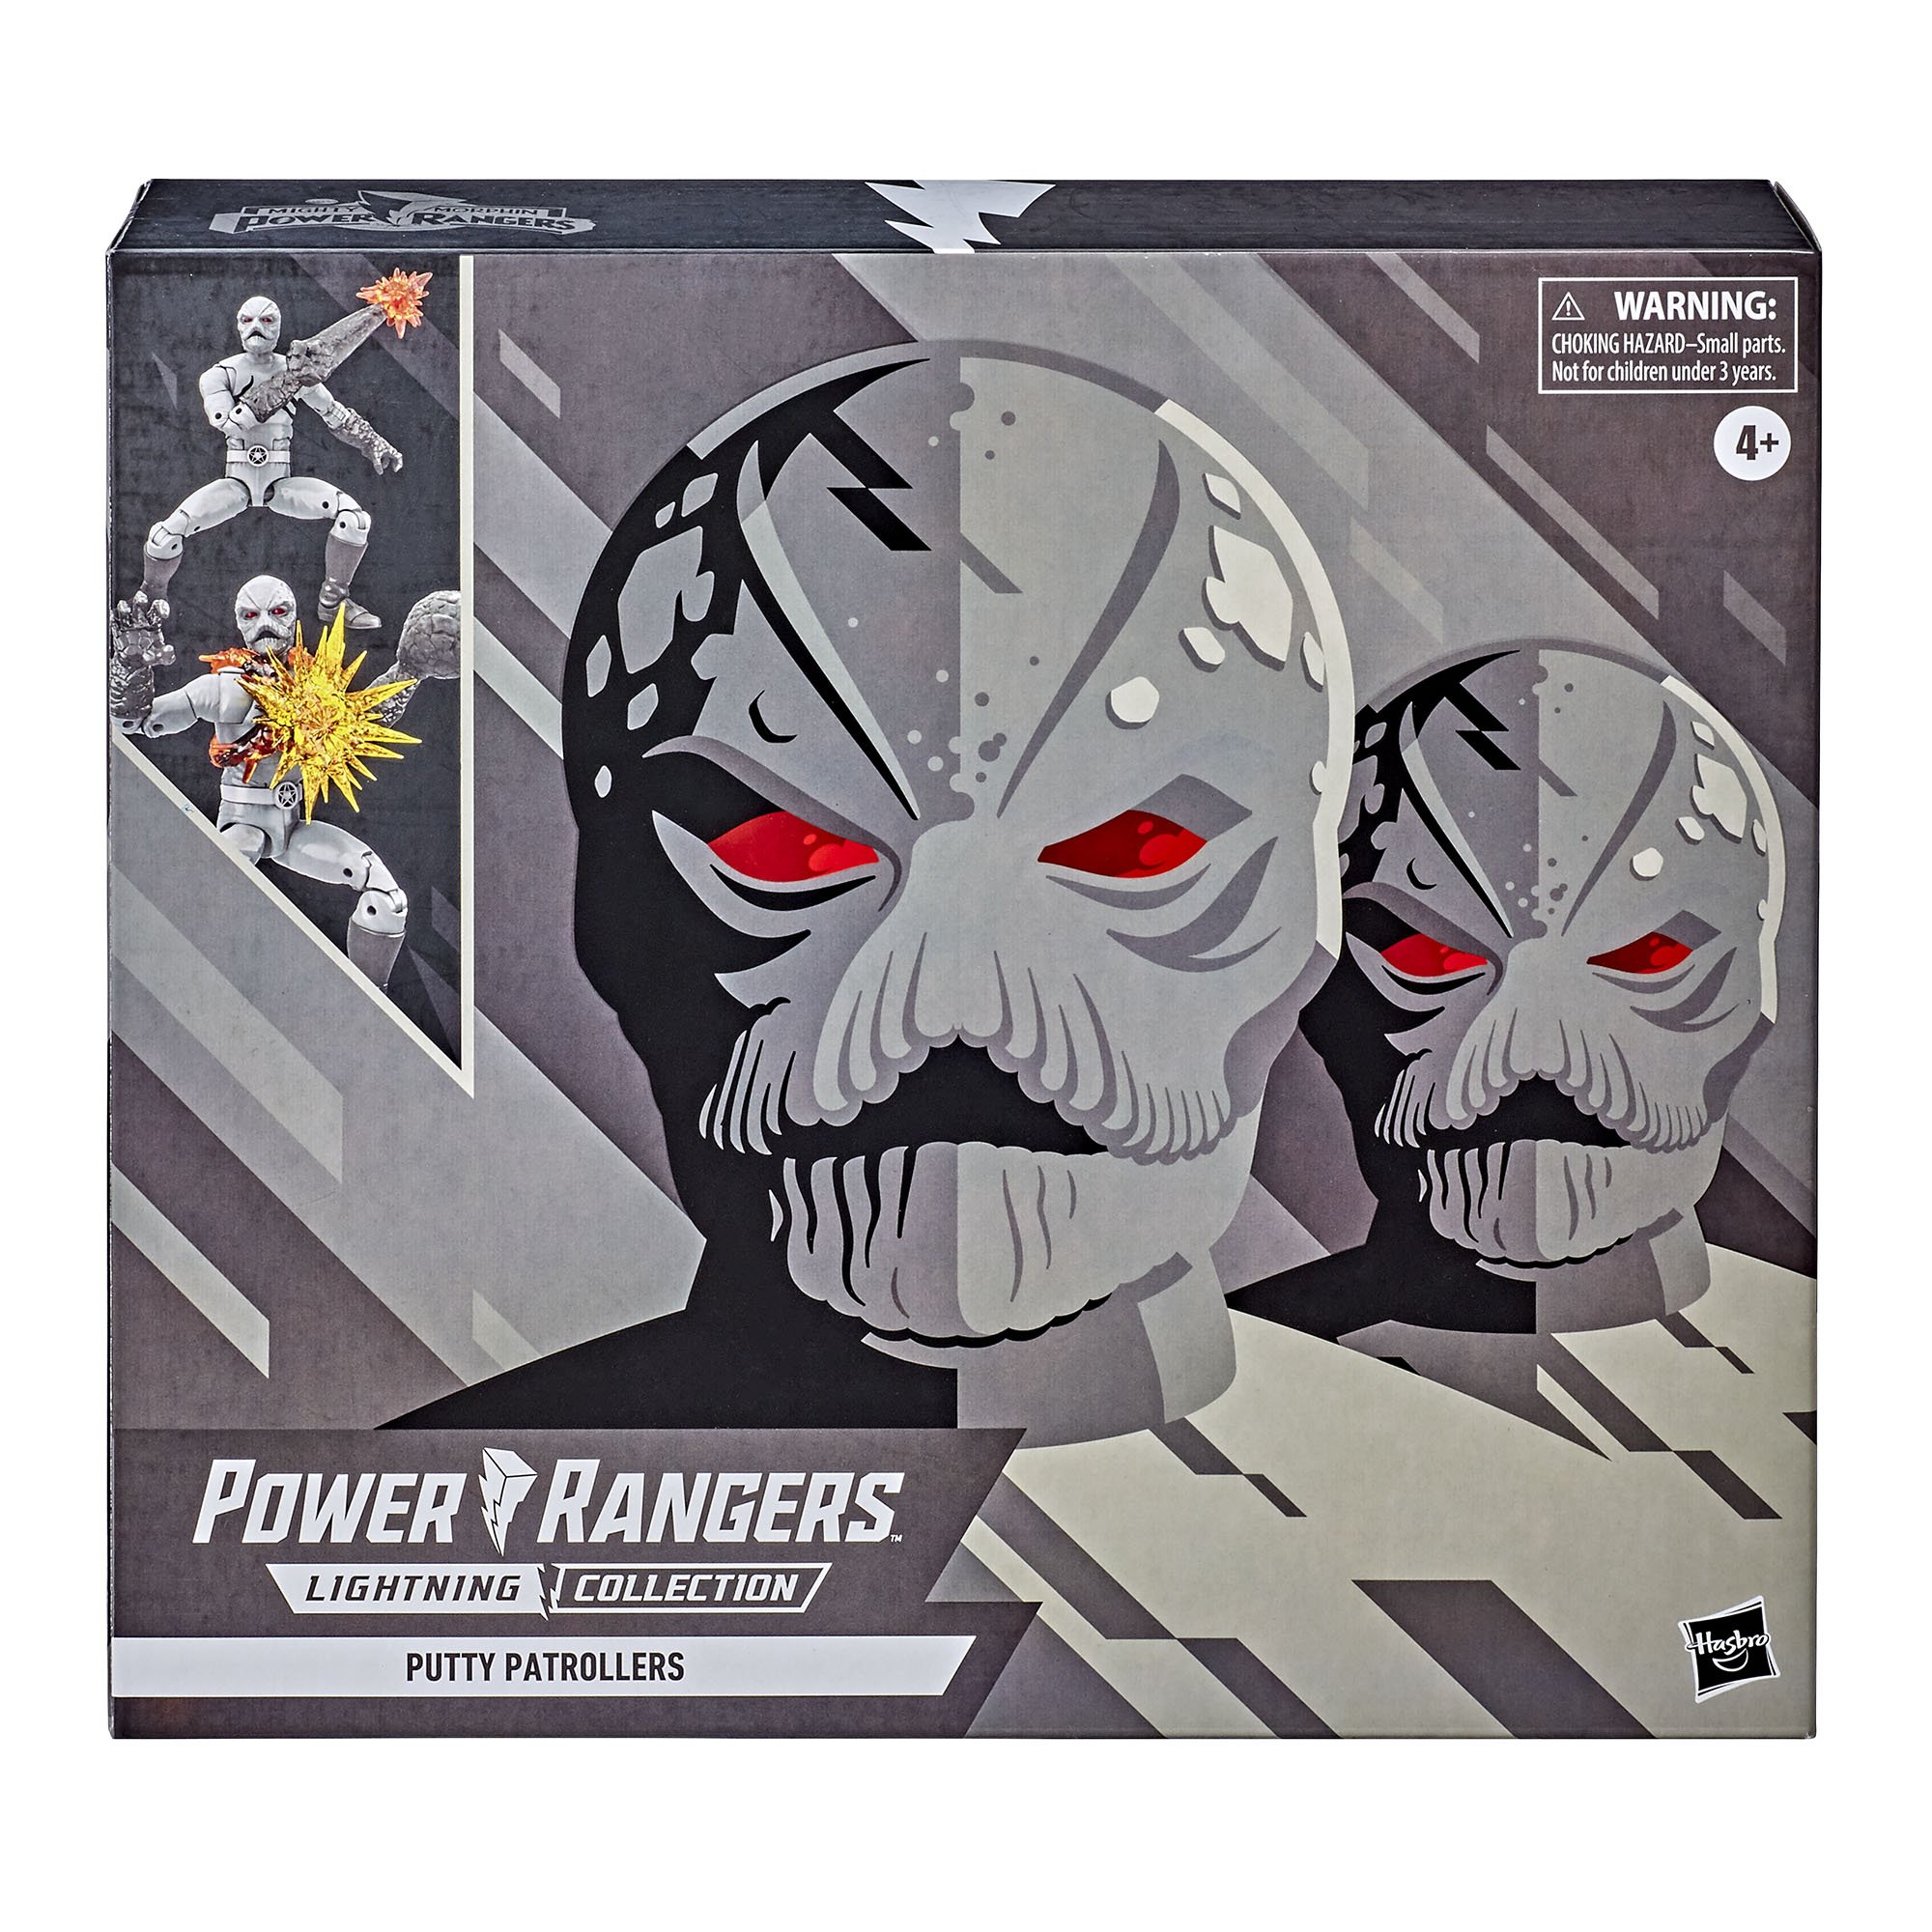 MIGHTY MORPHIN
POWER RANGERS
WARNING:
CHOKING HAZARD–Small parts.
Not for children under 3 years.
4+
POWER RANGERS™
LIGHTNING COLLECTION
PUTTY PATROLLERS
Hasbro